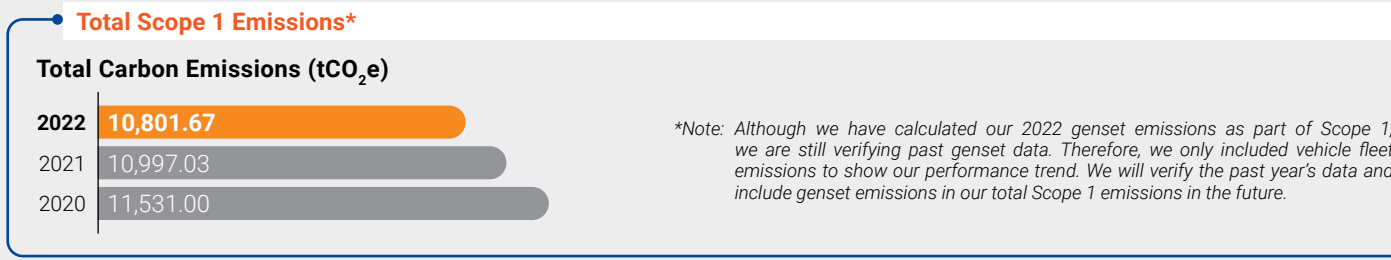 Total Scope 1 Emissions*
Total Carbon Emissions (tCO₂e)
2022 10,801.67
2021 10,997.03
2020 11,531.00
*Note: Although we have calculated our 2022 genset emissions as part of Scope 1,
we are still verifying past genset data. Therefore, we only included vehicle fleet
emissions to show our performance trend. We will verify the past year's data and
include genset emissions in our total Scope 1 emissions in the future.